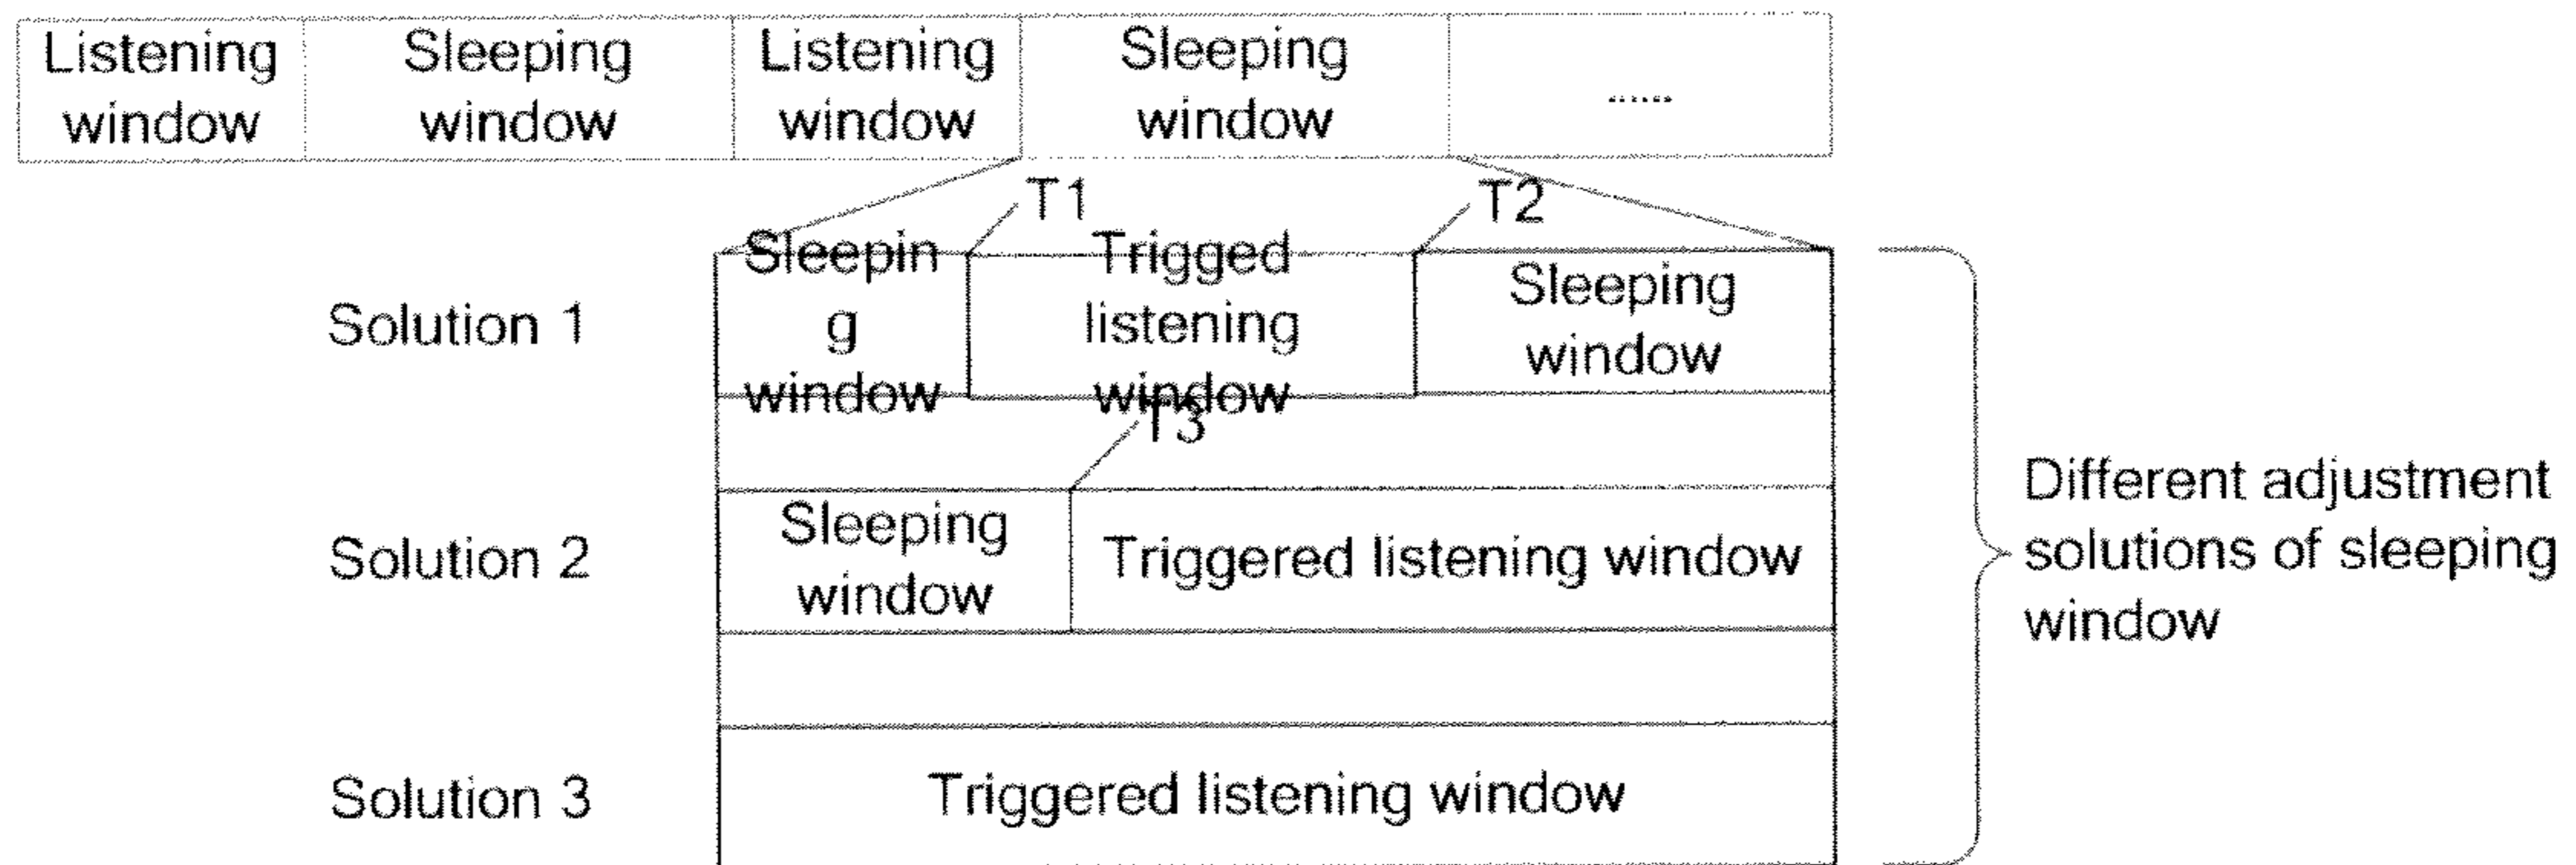 Listening
window
Sleeping
window
Listening
window
Sleeping
window
......
T1
T2
Solution 1
Sleepin
g
window
Trigged
listening
window
Sleeping
window
T3
Solution 2
Sleeping
window
Triggered listening window
Solution 3
Triggered listening window
Different adjustment
solutions of sleeping
window